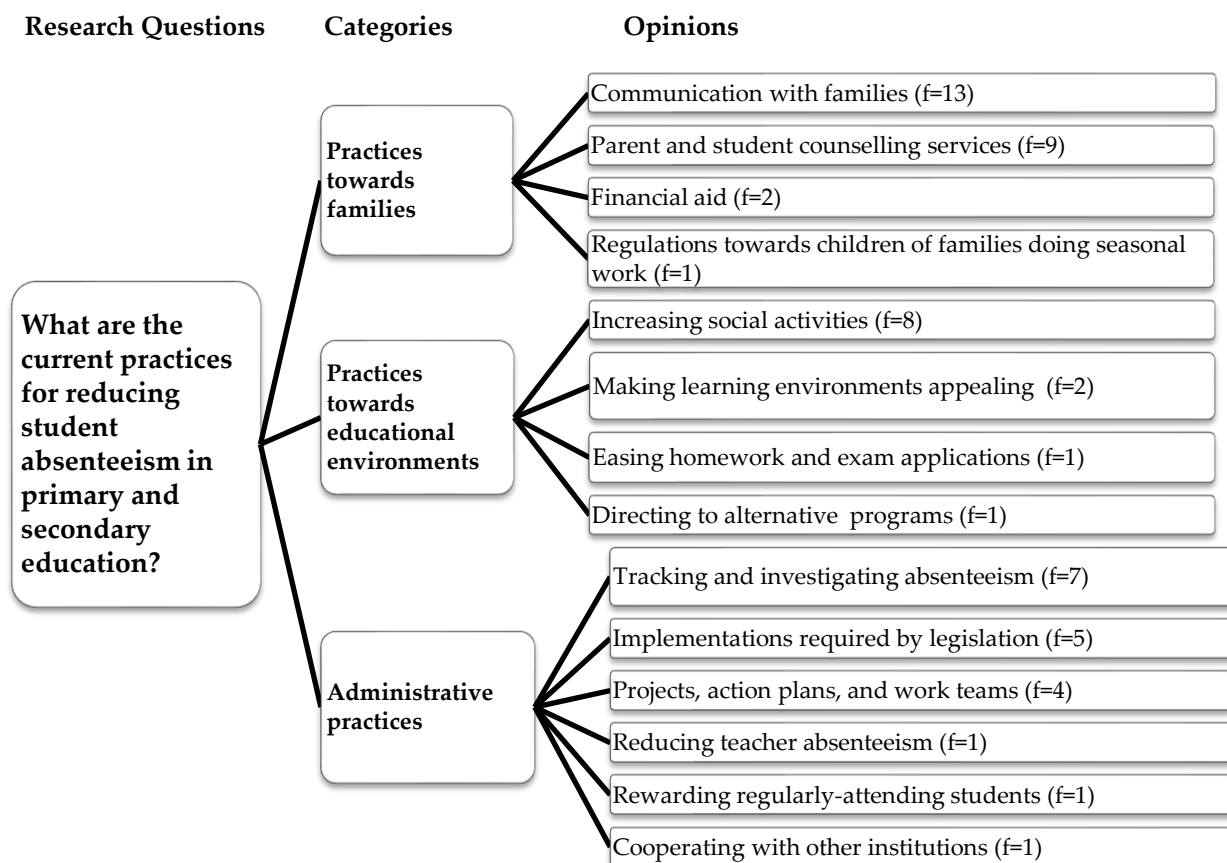 Research Questions Categories Opinions
What are the
current practices
for reducing
student
absenteeism in
primary and
secondary
education?
Practices
towards
families
Communication with families (f=13)
Parent and student counselling services (f=9)
Financial aid (f=2)
Regulations towards children of families doing seasonal
work (f=1)
Practices
towards
educational
environments
Increasing social activities (f=8)
Making learning environments appealing (f=2)
Easing homework and exam applications (f=1)
Directing to alternative programs (f=1)
Administrative
practices
Tracking and investigating absenteeism (f=7)
Implementations required by legislation (f=5)
Projects, action plans, and work teams (f=4)
Reducing teacher absenteeism (f=1)
Rewarding regularly-attending students (f=1)
Cooperating with other institutions (f=1)